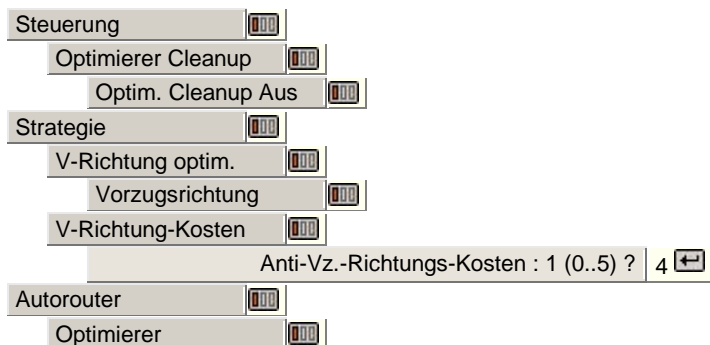 Steuerung
Optimierer Cleanup
Optim. Cleanup Aus
Strategie
V-Richtung optim.
Vorzugsrichtung
V-Richtung-Kosten
Anti-Vz.-Richtungs-Kosten : 1 (0..5) ? 4
Autorouter
Optimierer